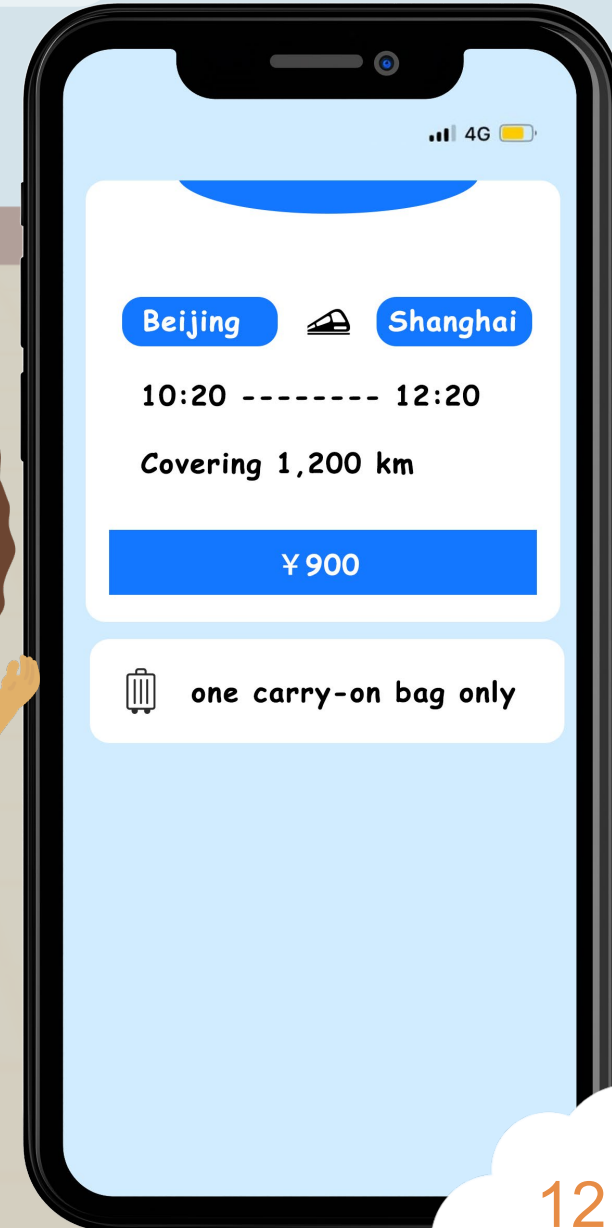 4G
Beijing Shanghai
10:20 -------- 12:20
Covering 1,200 km
￥900
one carry-on bag only
12